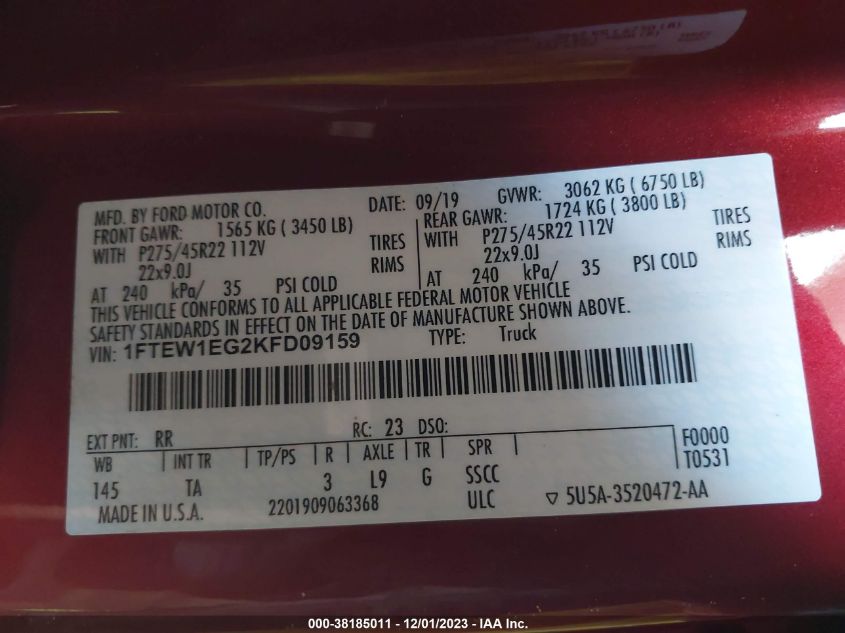 MFD. BY FORD MOTOR CO. DATE: 09/19 GVWR: 3062 KG ( 6750 LB)
FRONT GAWR: 1565 KG ( 3450 LB) REAR GAWR: 1724 KG ( 3800 LB)
WITH P275/45R22 112V TIRES WITH P275/45R22 112V TIRES
22x9.0J RIMS 22x9.0J RIMS
AT 240 kPa/ 35 PSI COLD AT 240 kPa/ 35 PSI COLD
THIS VEHICLE CONFORMS TO ALL APPLICABLE FEDERAL MOTOR VEHICLE
SAFETY STANDARDS IN EFFECT ON THE DATE OF MANUFACTURE SHOWN ABOVE.
VIN: 1FTEW1EG2KFD09159 TYPE: Truck
EXT PNT: RR RC: 23 DSO:
WB INT TR TP/PS R AXLE TR SPR F0000
145 TA 3 L9 G SSCC T0531
MADE IN U.S.A. 2201909063368 ULC 5U5A-3520472-AA
000-38185011 - 12/01/2023 - IAA Inc.